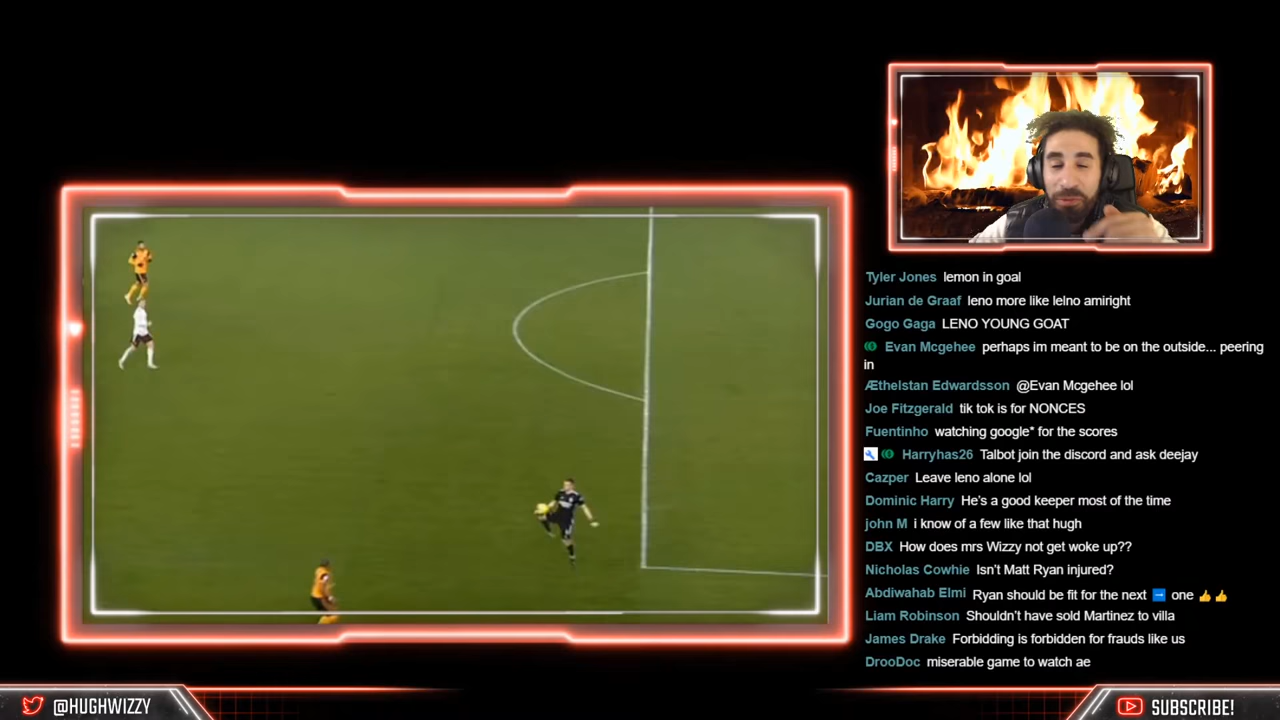 Tyler Jones lemon in goal
Jurian de Graaf leno more like lelno amiright
Gogo Gaga LENO YOUNG GOAT
Evan Mcgehee perhaps im meant to be on the outside... peering
in
Æthelstan Edwardsson @Evan Mcgehee lol
Joe Fitzgerald tik tok is for NONCES
Fuentinho watching google* for the scores
Harryhas26 Talbot join the discord and ask deejay
Cazper Leave leno alone lol
Dominic Harry He's a good keeper most of the time
john M i know of a few like that hugh
DBX How does mrs Wizzy not get woke up??
Nicholas Cowhie Isn't Matt Ryan injured?
Abdiwahab Elmi Ryan should be fit for the next ➡️ one 👍👍
Liam Robinson Shouldn't have sold Martinez to villa
James Drake Forbidding is forbidden for frauds like us
DrooDoc miserable game to watch ae
@HUGHWIZZY
SUBSCRIBE!